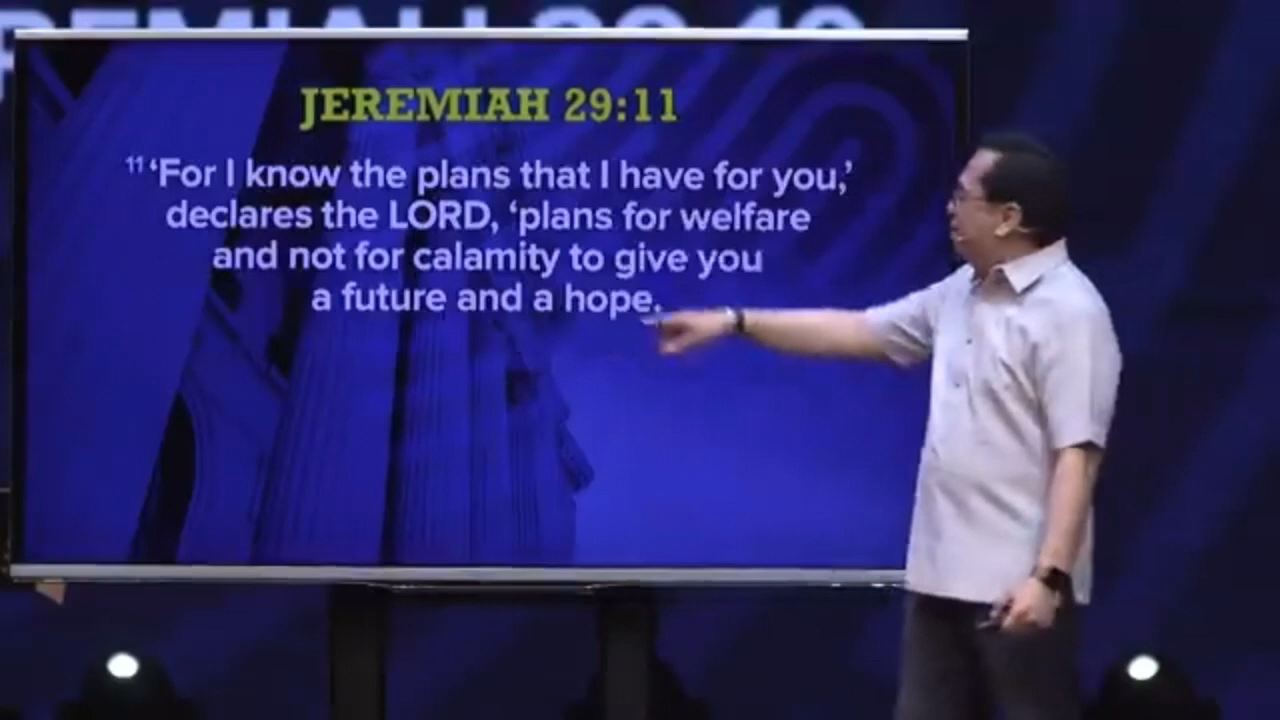 JEREMIAH 29:11
11 ‘For I know the plans that I have for you,’
declares the LORD, ‘plans for welfare
and not for calamity to give you
a future and a hope.